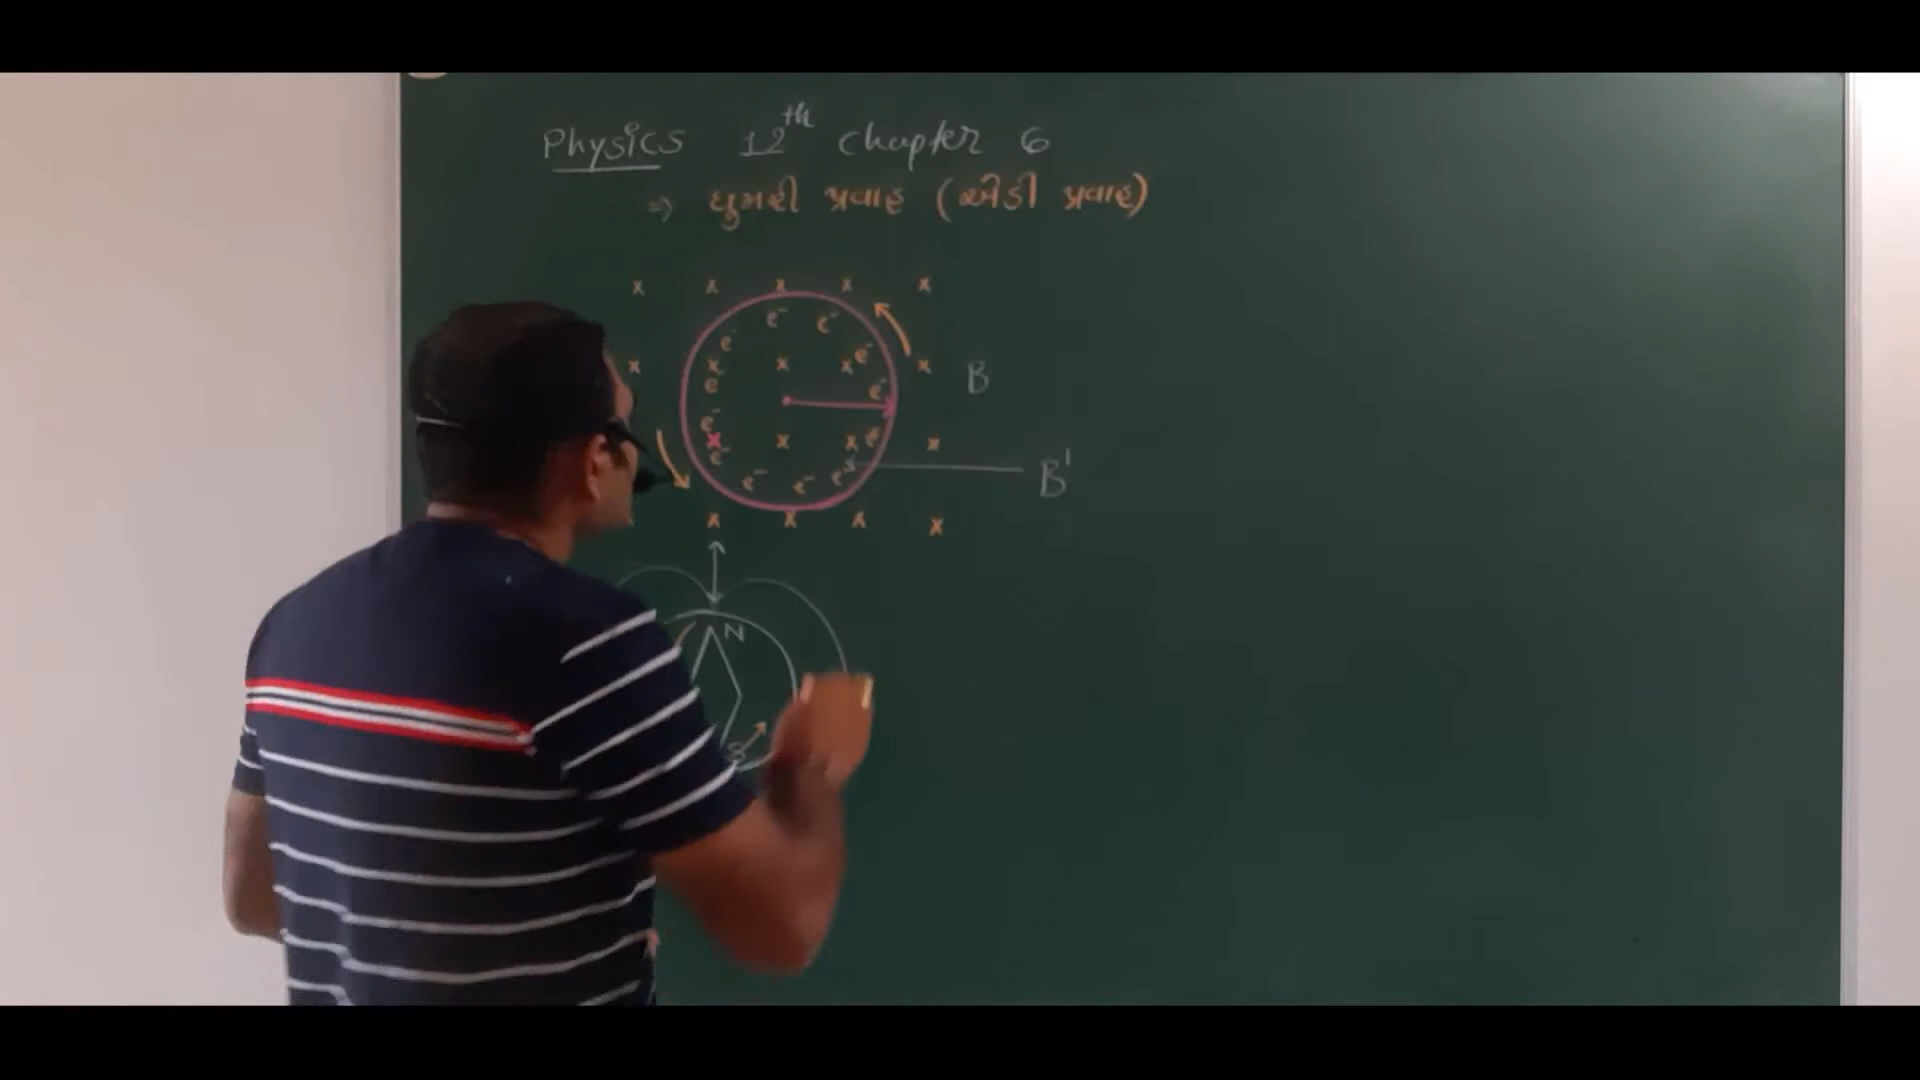 Physics 12th chapter 6
⇒ ઘુમરી પ્રવાહ (એડી પ્રવાહ)
x x x x x
e⁻ e⁻
e⁻
x x x x e⁻ x
e e⁻
B
e⁻
x x x e⁻ x
e⁻
e⁻ e⁻ e⁻
B'
x x x x
N
S